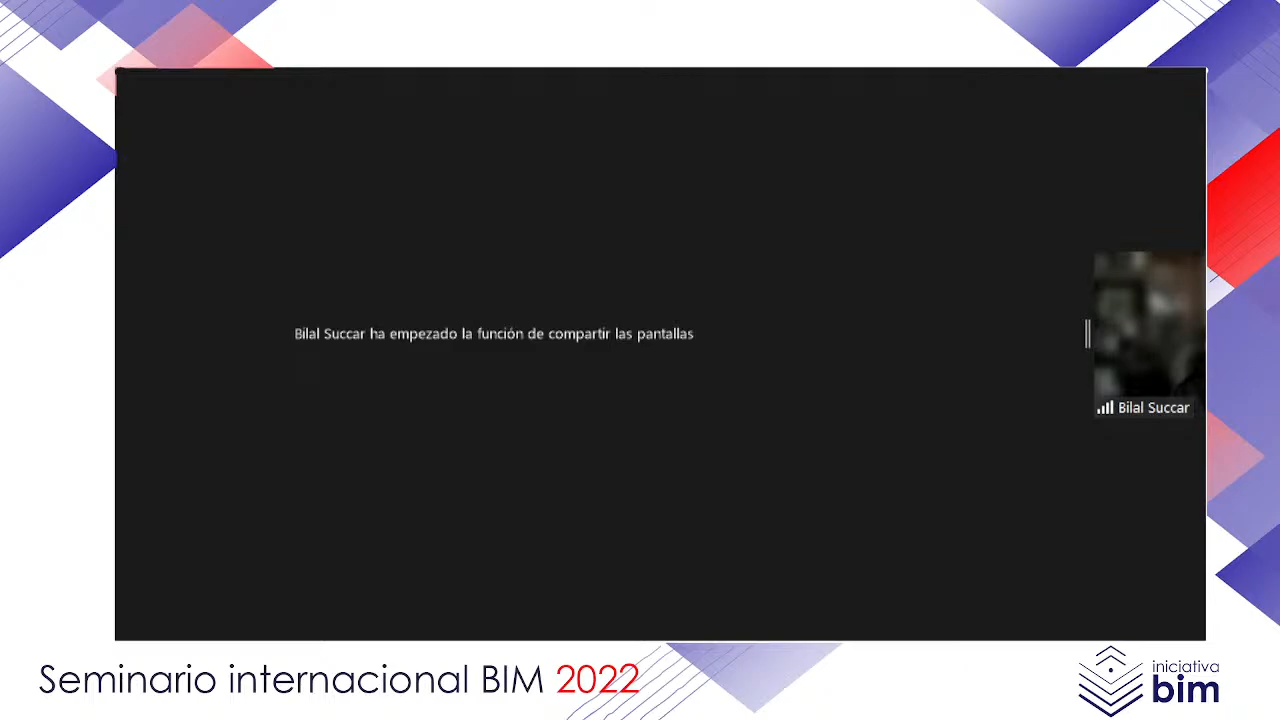 Bilal Succar ha empezado la función de compartir las pantallas
Bilal Succar
Seminario internacional BIM 2022
iniciativa
bim